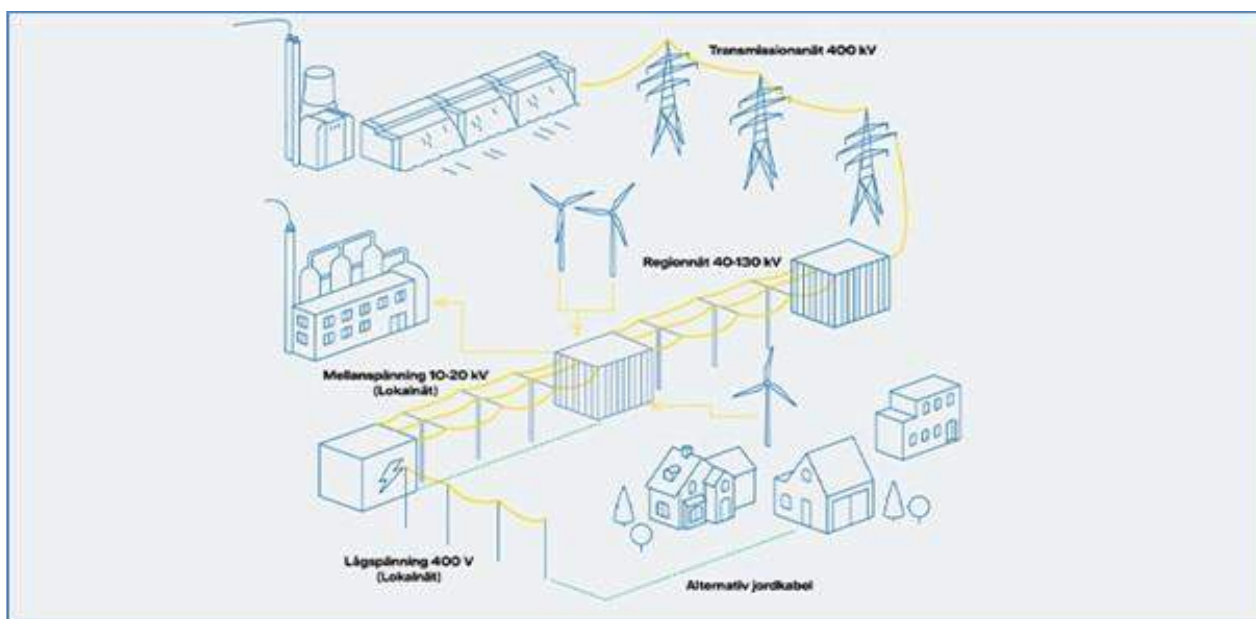 Transmissionsnät 400 kV
Regionnät 40-130 kV
Mellanspänning 10-20 kV
(Lokalnät)
Lågspänning 400 V
(Lokalnät)
Alternativ jordkabel